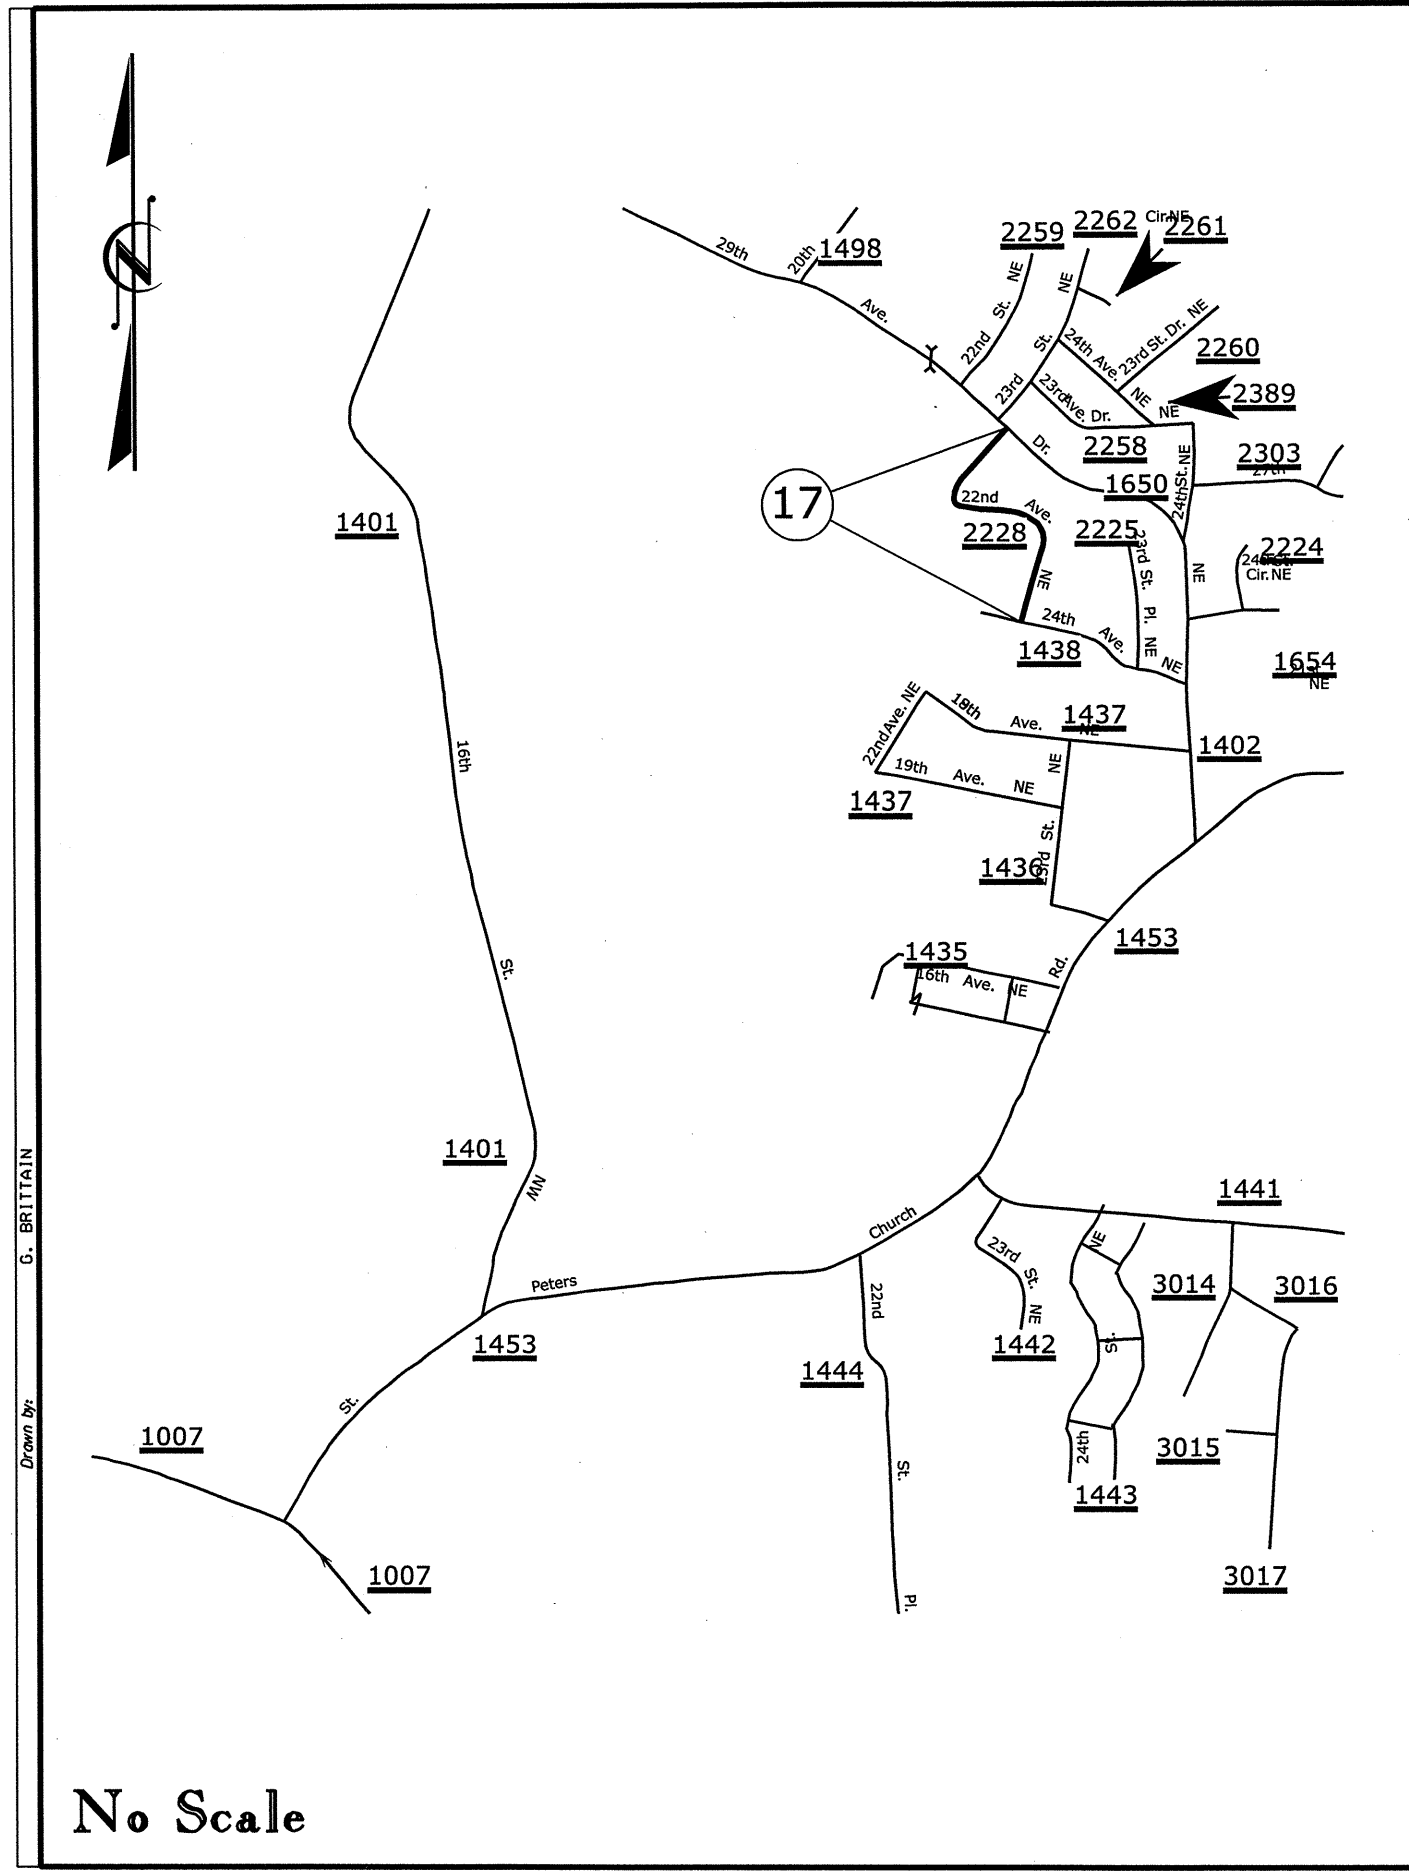 N
2262 Cir.NE 2261
2259
29th
20th 1498
Ave.
22nd St. NE
23rd St. NE
24th Ave. NE
23rd St. Dr. NE
2260
2389
NE
23rd Ave. Dr.
2258
2303
27th
Dr.
1650
24th St. NE
17
22nd Ave. NE
2228
2225
23rd St. Pl. NE
2224
Cir. NE
NE
1401
24th Ave. NE
1438
1654
NE
22nd Ave. NE
18th Ave. NE
1437
1402
19th Ave. NE
1437
16th
23rd St. NE
1436
1453
1435
16th Ave. NE
Rd.
St.
1401
NW
1441
Church
Peters
22nd
23rd St. NE
NE
3014
3016
1453
1442
St.
1444
St.
1007
24th
3015
St.
1443
1007
3017
Pl.
G. BRITTAIN
Drawn by:
No Scale